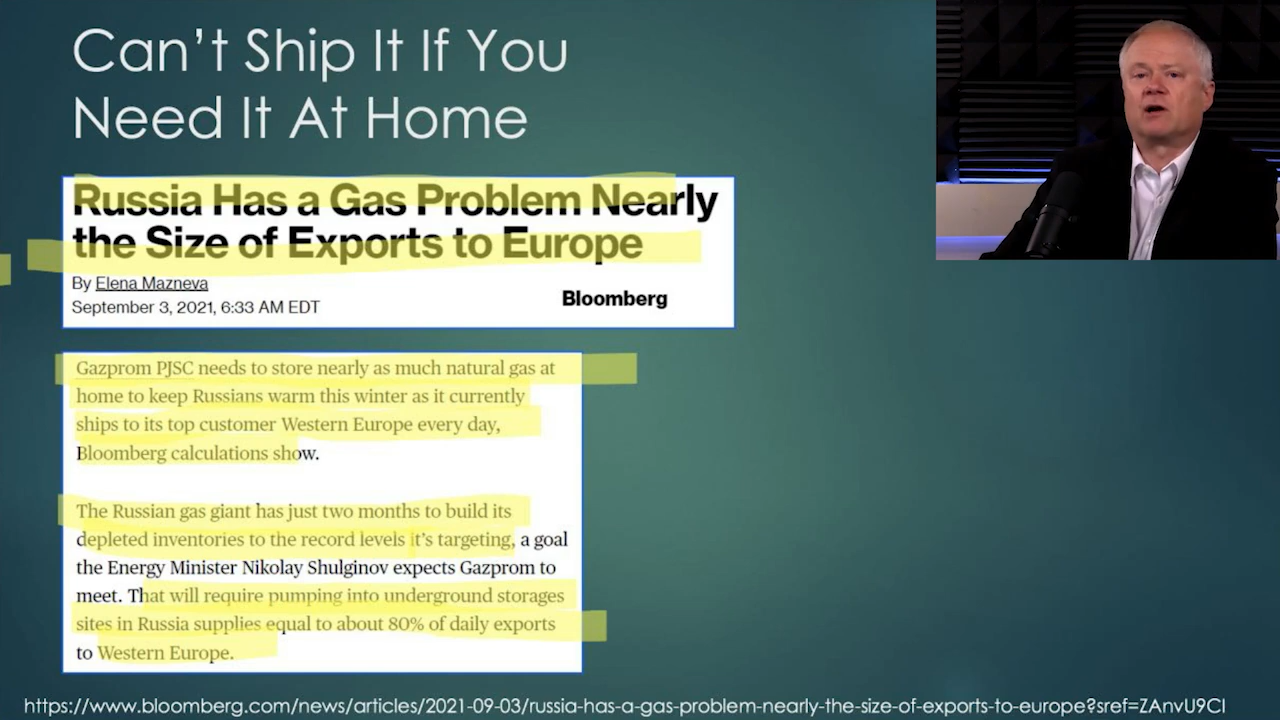 Can’t Ship It If You
Need It At Home
Russia Has a Gas Problem Nearly
the Size of Exports to Europe
By Elena Mazneva
September 3, 2021, 6:33 AM EDT
Bloomberg
Gazprom PJSC needs to store nearly as much natural gas at
home to keep Russians warm this winter as it currently
ships to its top customer Western Europe every day,
Bloomberg calculations show.
The Russian gas giant has just two months to build its
depleted inventories to the record levels it’s targeting, a goal
the Energy Minister Nikolay Shulginov expects Gazprom to
meet. That will require pumping into underground storages
sites in Russia supplies equal to about 80% of daily exports
to Western Europe.
https://www.bloomberg.com/news/articles/2021-09-03/russia-has-a-gas-problem-nearly-the-size-of-exports-to-europe?sref=ZAnvU9CI